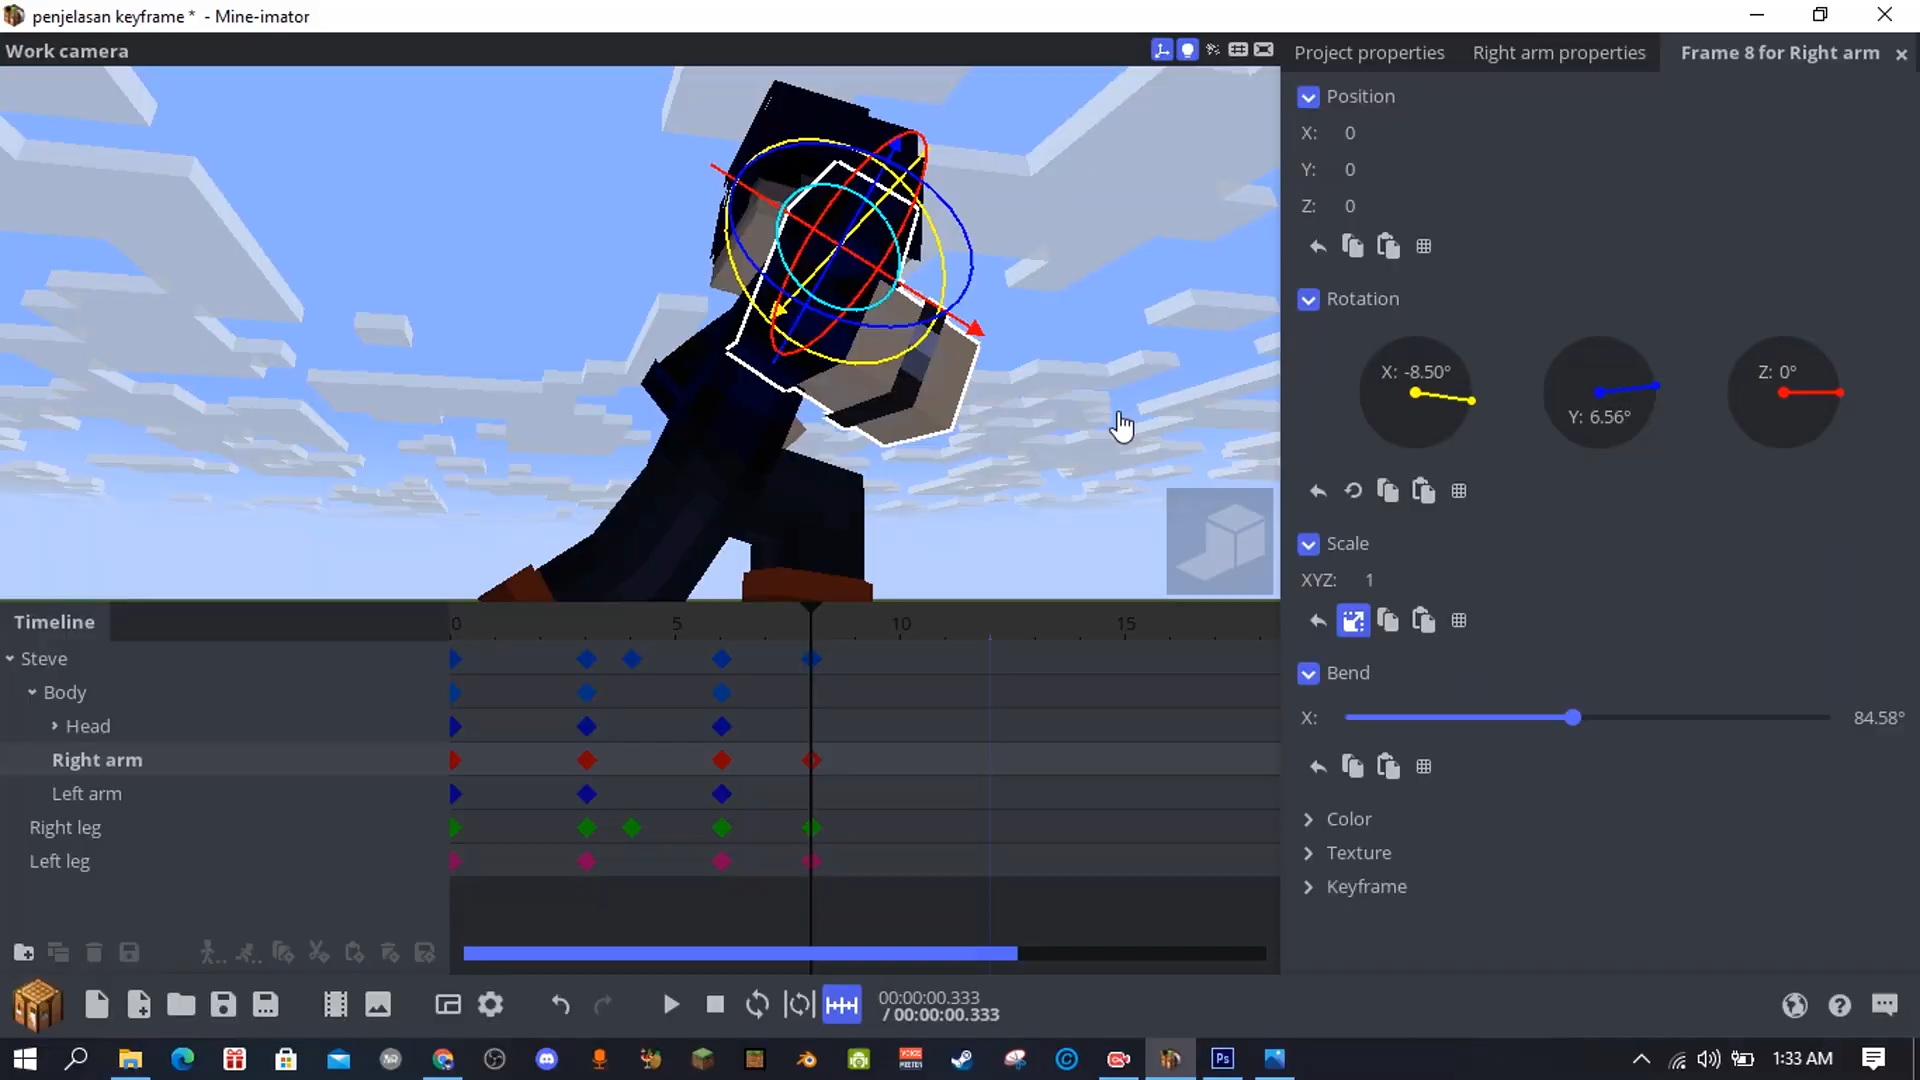 penjelasan keyframe * - Mine-imator
Work camera
Project properties
Right arm properties
Frame 8 for Right arm
Position
X: 0
Y: 0
Z: 0
Rotation
X: -8.50°
Y: 6.56°
Z: 0°
Scale
XYZ: 1
Bend
X: 84.58°
Color
Texture
Keyframe
Timeline
0 5 10 15
Steve
Body
Head
Right arm
Left arm
Right leg
Left leg
00:00:00.333
/ 00:00:00.333
Ps
1:33 AM